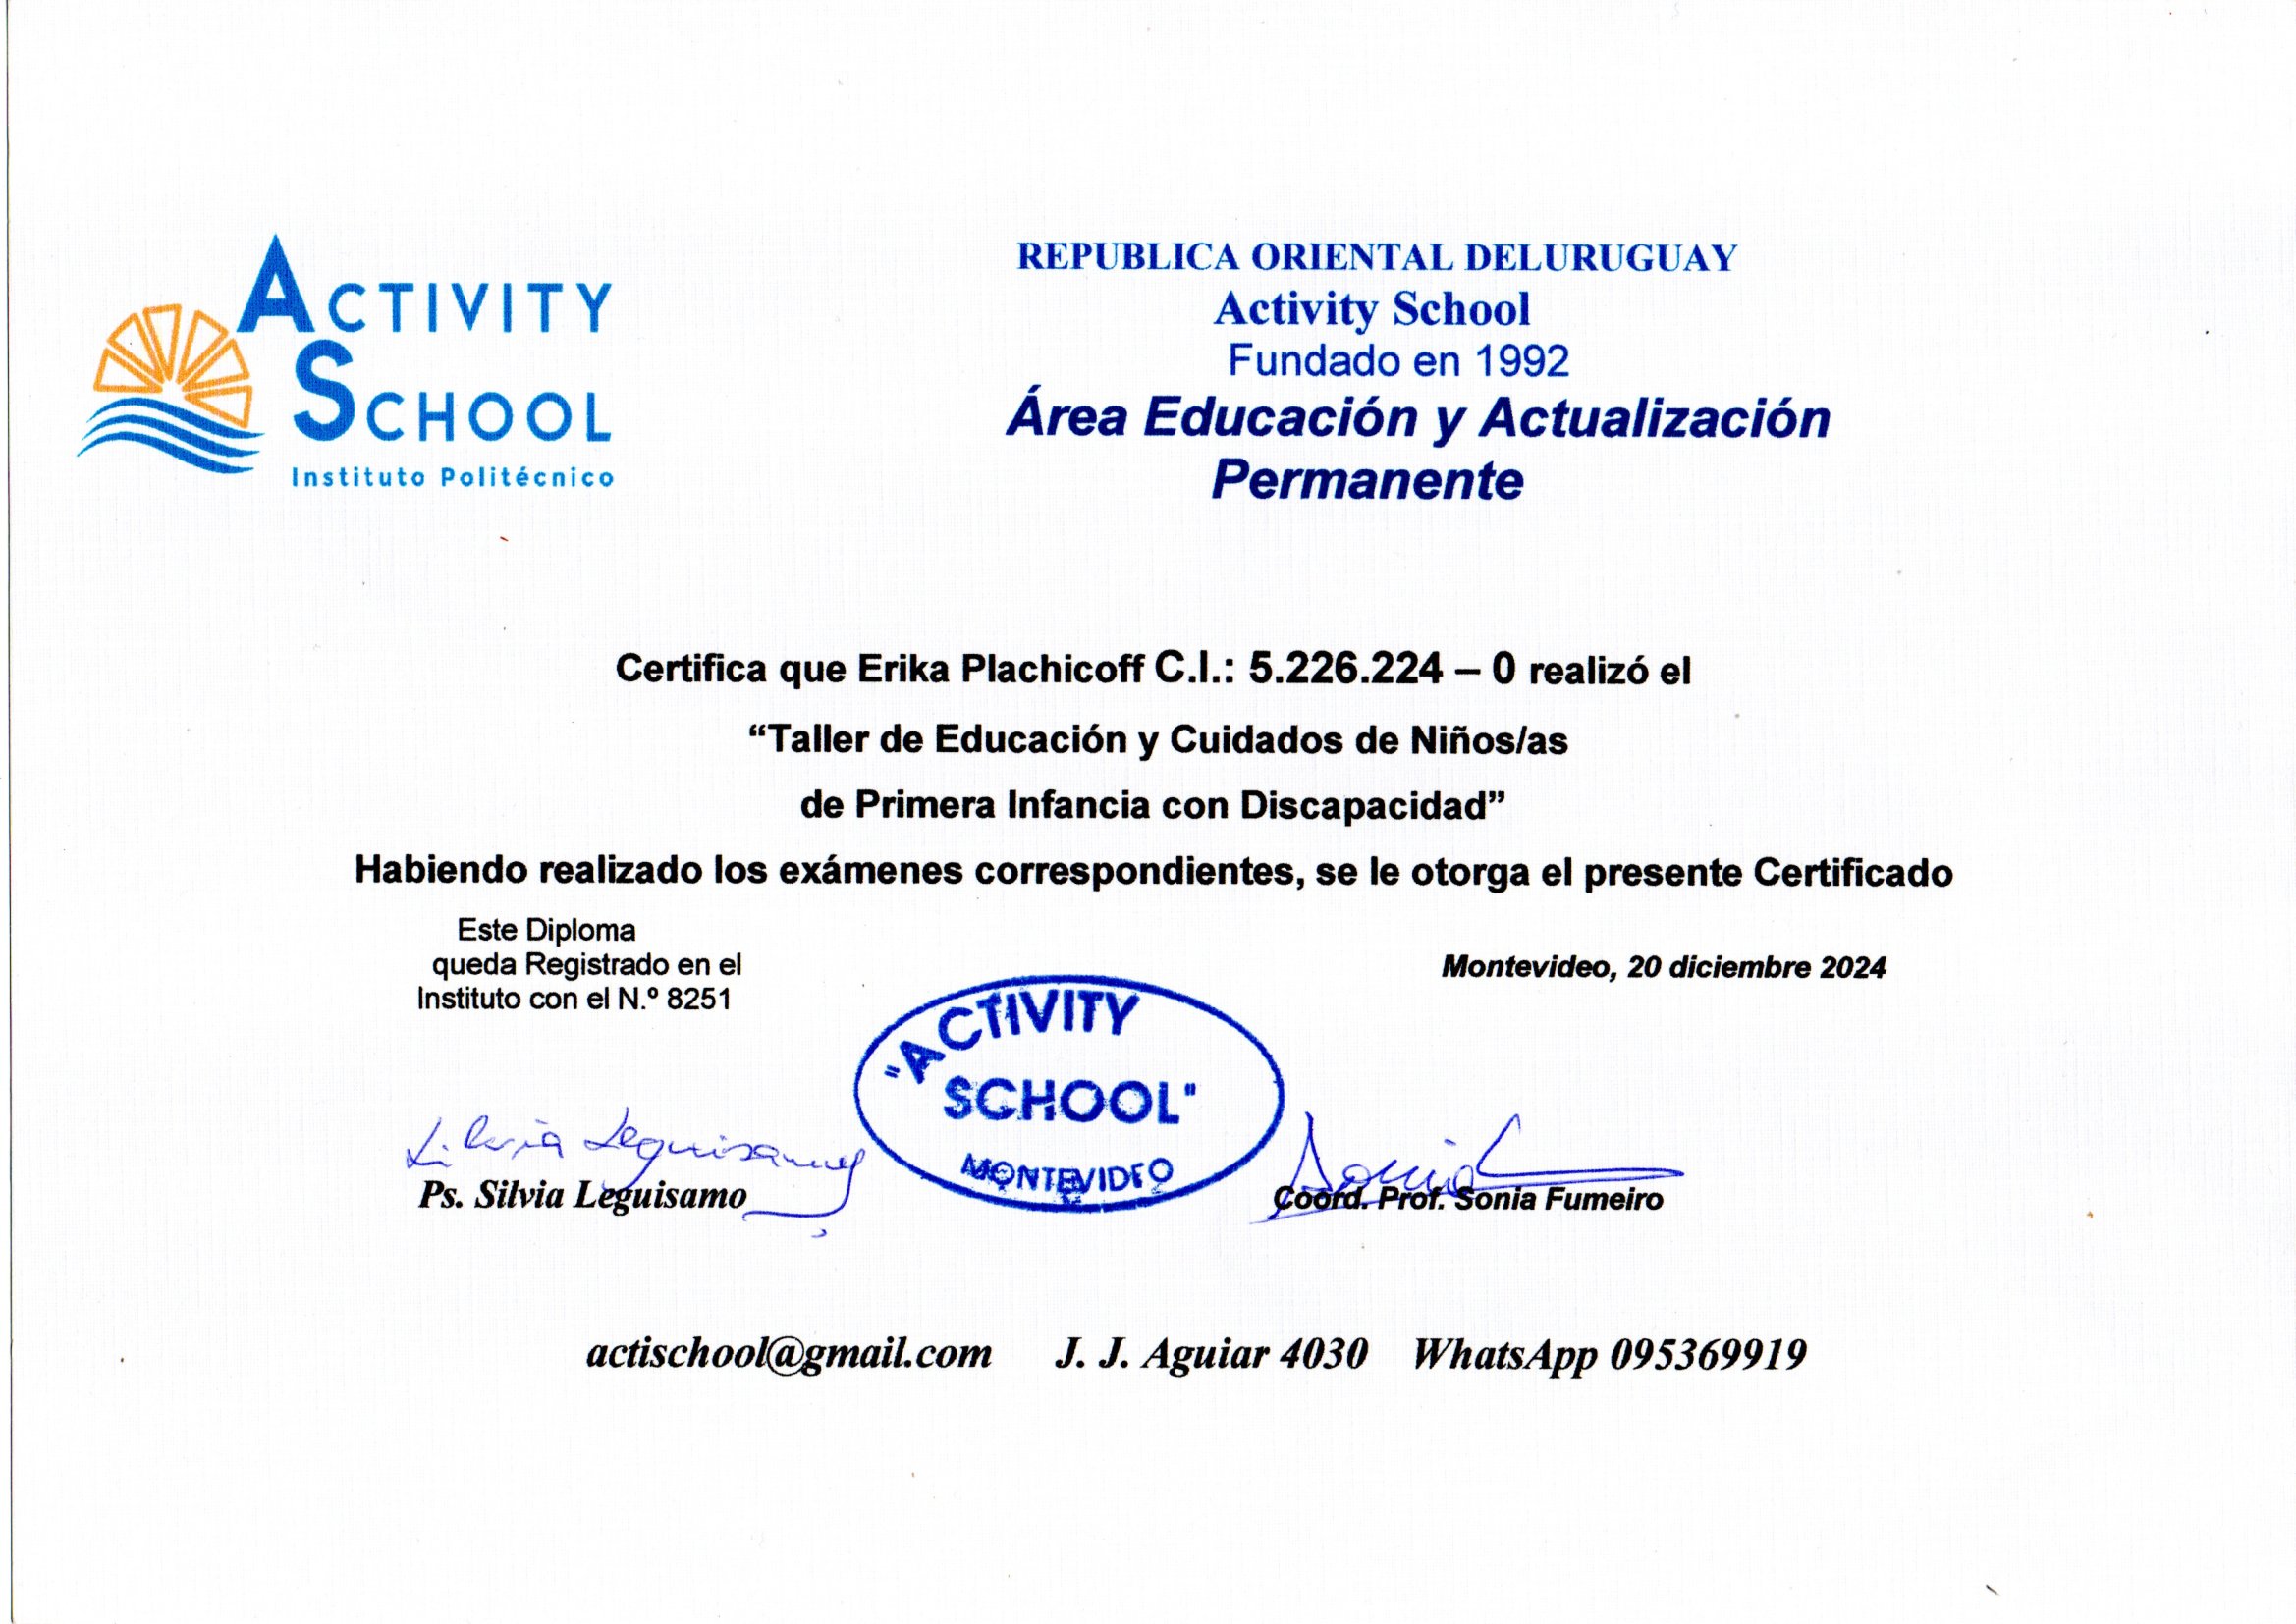 ACTIVITY
SCHOOL
Instituto Politécnico
REPUBLICA ORIENTAL DELURUGUAY
Activity School
Fundado en 1992
Área Educación y Actualización
Permanente
Certifica que Erika Plachicoff C.I.: 5.226.224 – 0 realizó el
“Taller de Educación y Cuidados de Niños/as
de Primera Infancia con Discapacidad”
Habiendo realizado los exámenes correspondientes, se le otorga el presente Certificado
Este Diploma
queda Registrado en el
Instituto con el N.º 8251
Montevideo, 20 diciembre 2024
"ACTIVITY
SCHOOL"
MONTEVIDEO
Silvia Leguisamo
Ps. Silvia Leguisamo
Sonia
Coord. Prof. Sonia Fumeiro
actischool@gmail.com J. J. Aguiar 4030 WhatsApp 095369919